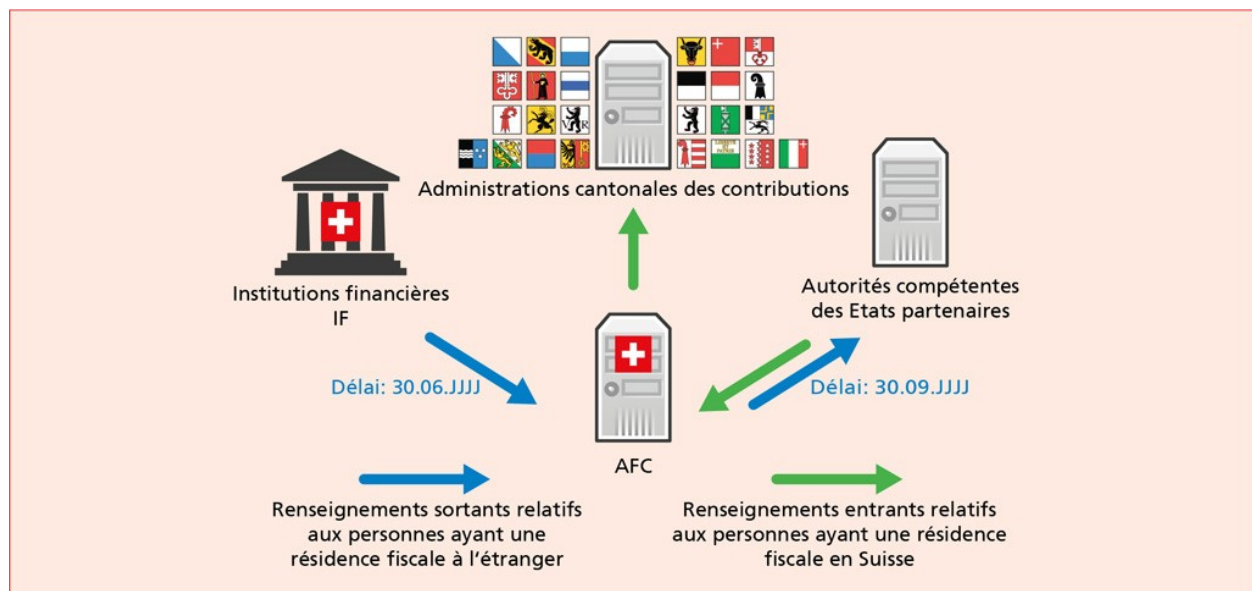 Administrations cantonales des contributions
Institutions financières
IF
Autorités compétentes
des Etats partenaires
Délai: 30.06.JJJJ
Délai: 30.09.JJJJ
AFC
Renseignements sortants relatifs
aux personnes ayant une
résidence fiscale à l‘étranger
Renseignements entrants relatifs
aux personnes ayant une résidence
fiscale en Suisse